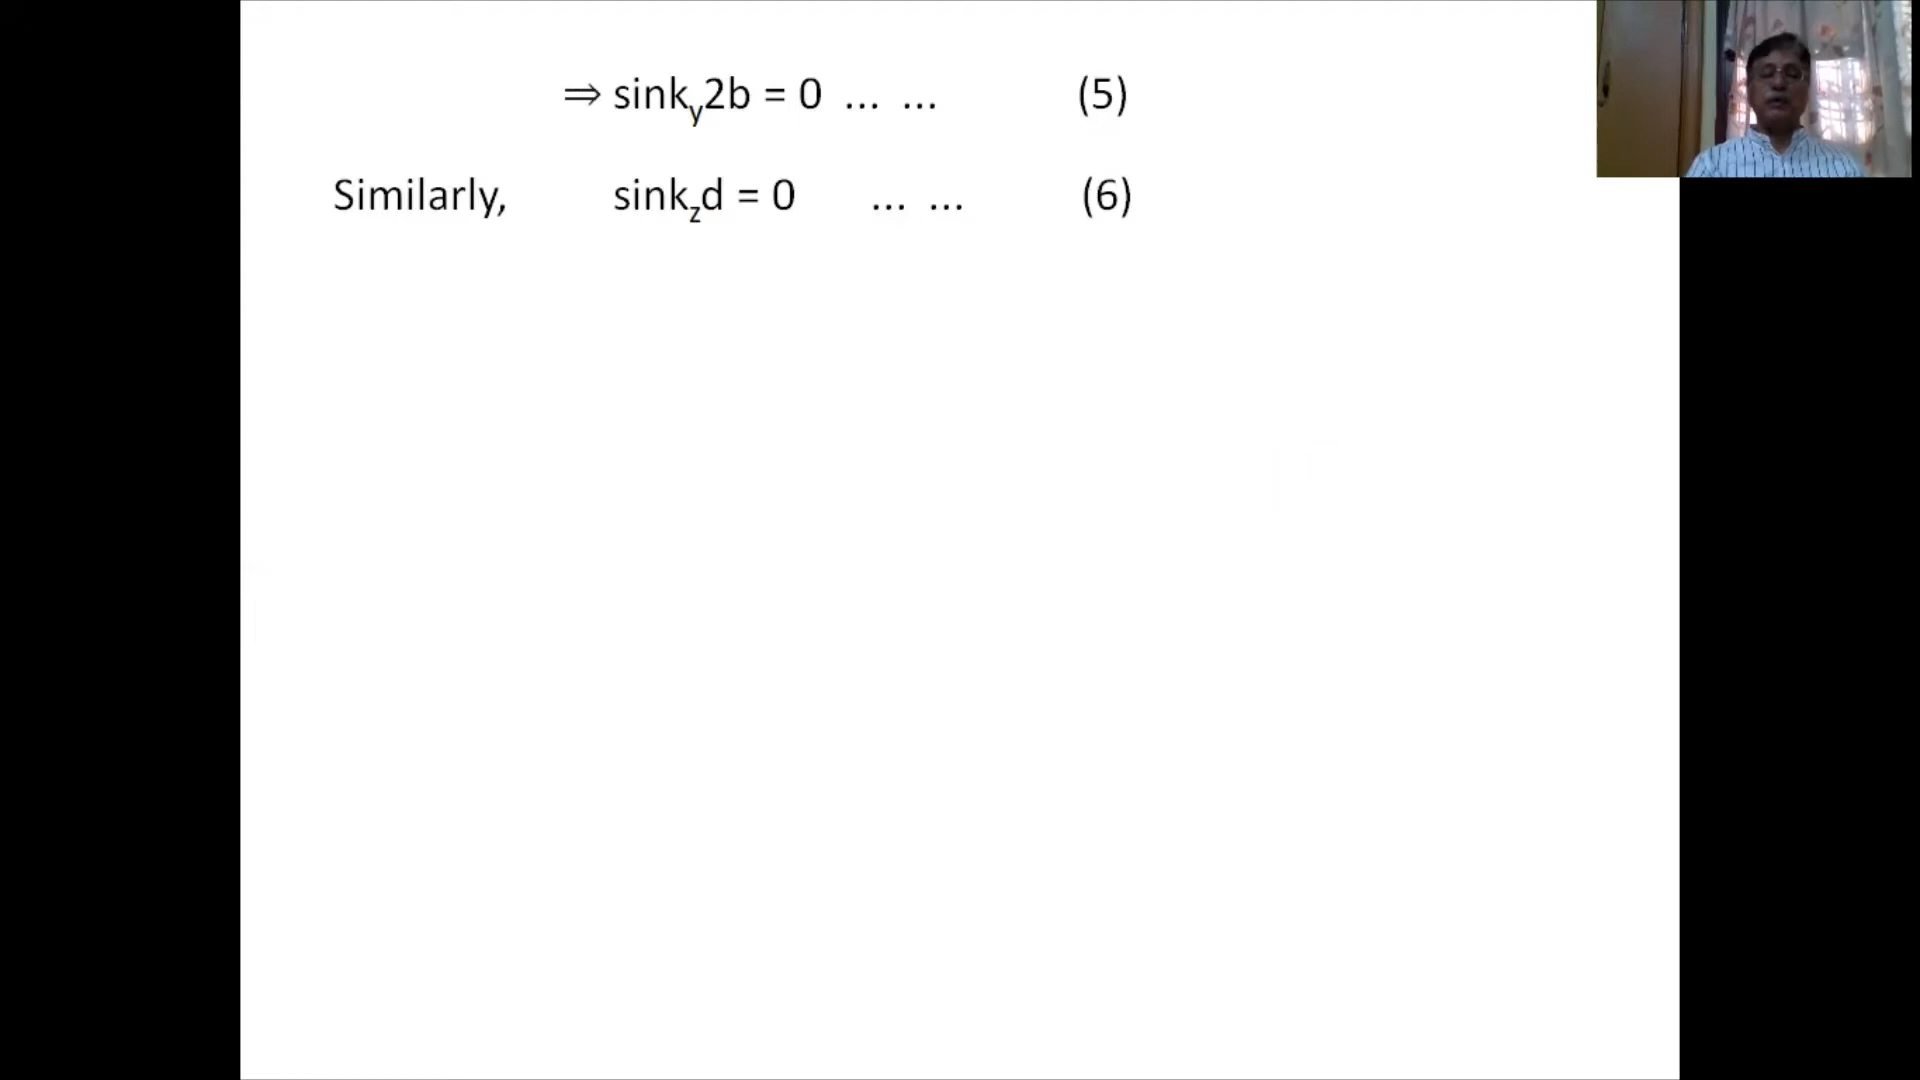 ⇒ sink_y2b = 0 ... ... (5)
Similarly, sink_zd = 0 ... ... (6)